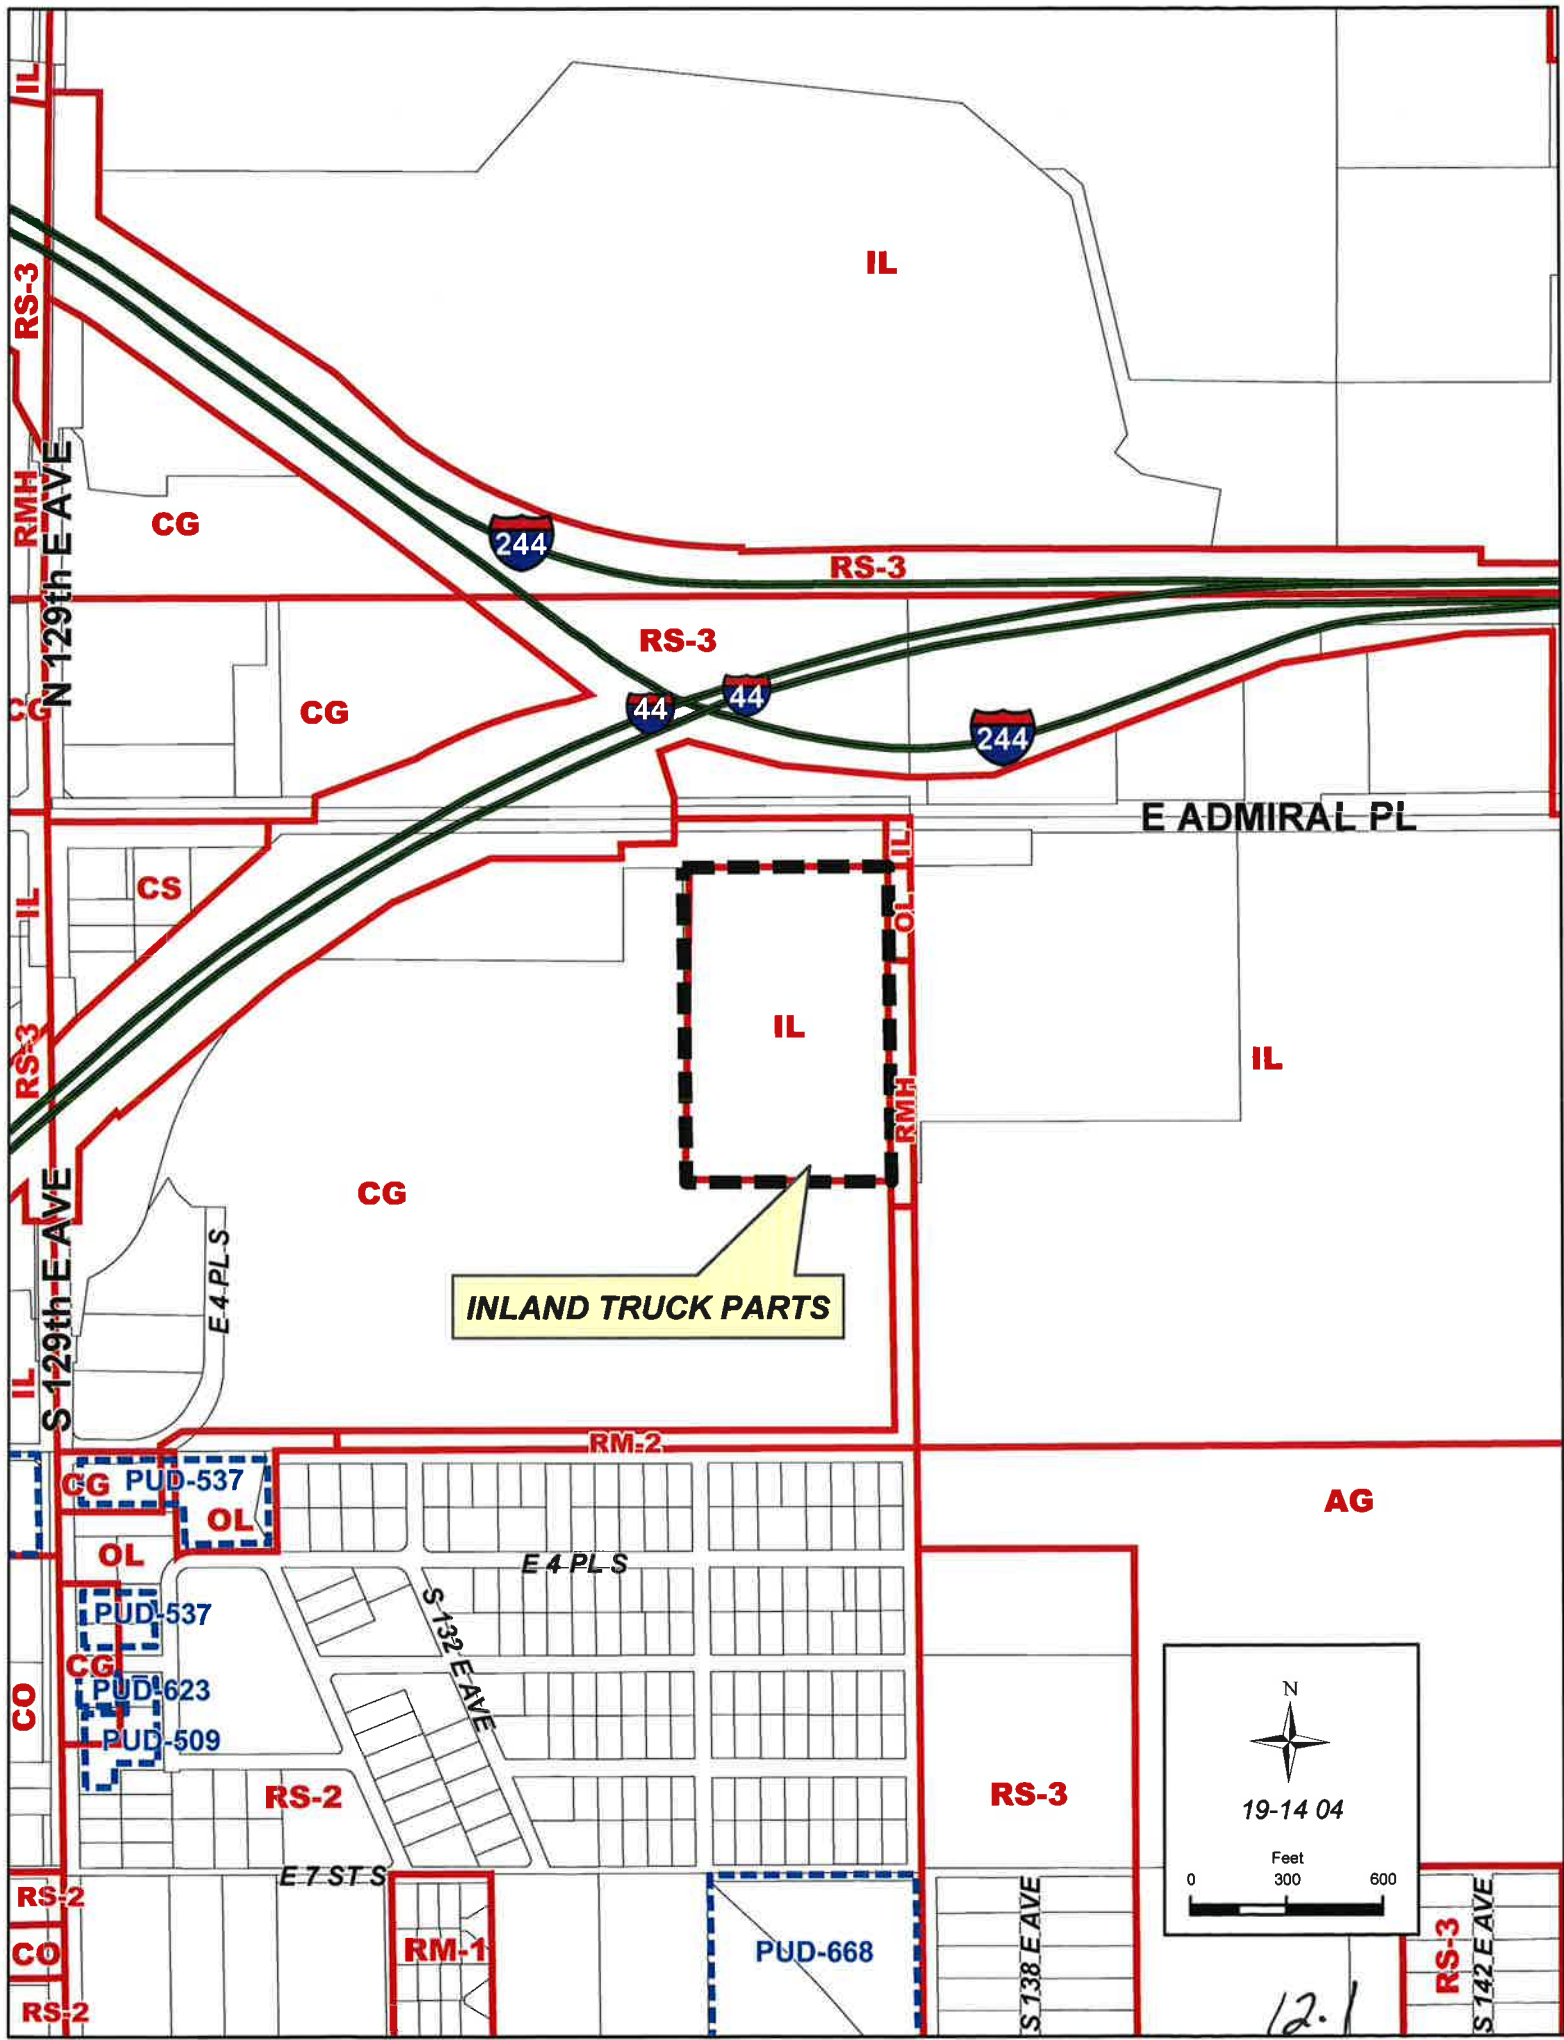 IL
RS-3
IL
RMH
N 129th E AVE
CG
244
RS-3
RS-3
CG
CG
44
44
244
E ADMIRAL PL
IL
CS
IL
OL
RS-3
IL
IL
RMH
CG
S 129th E AVE
E 4 PL S
INLAND TRUCK PARTS
IL
RM-2
CG
PUD-537
OL
AG
OL
E 4 PL S
PUD-537
S 132 E AVE
CG
PUD-623
CO
PUD-509
RS-2
RS-3
N
19-14 04
Feet
0 300 600
E 7 ST S
RS-2
CO
RM-1
PUD-668
S 138 E AVE
RS-3
S 142 E AVE
RS-2
12.1